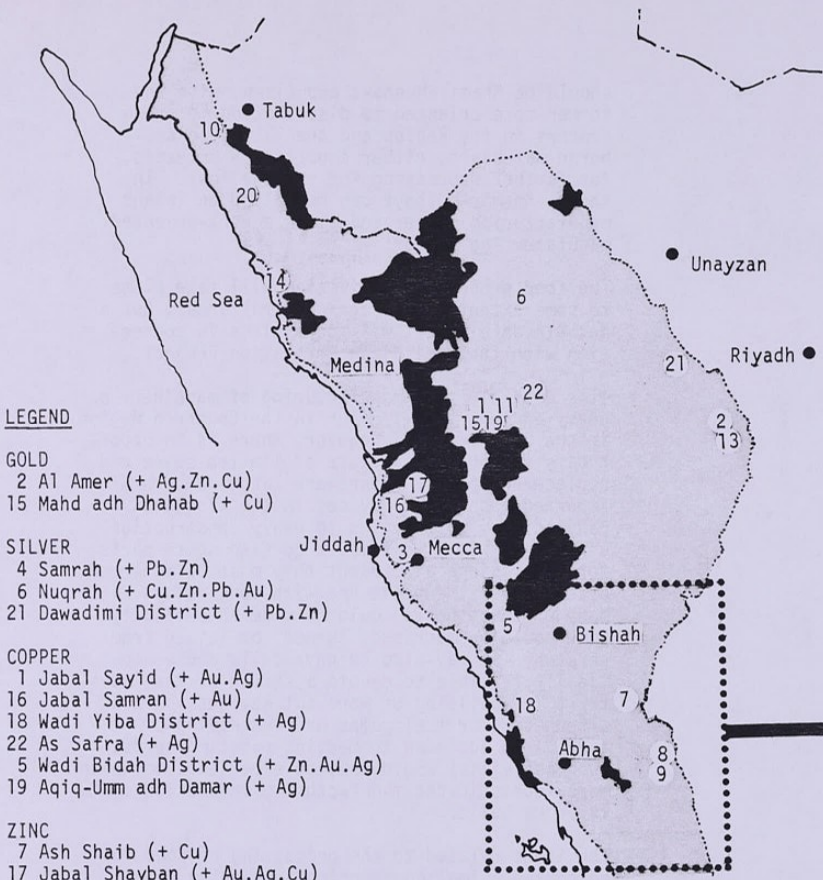 Tabuk
10
20
Unayzan
14
Red Sea
6
Riyadh
Medina
21
22
1 11
2
LEGEND
1519
13
GOLD
2 Al Amer (+ Ag.Zn.Cu)
17
15 Mahd adh Dhahab (+ Cu)
16
SILVER
Jiddah
3
Mecca
4 Samrah (+ Pb.Zn)
6 Nuqrah (+ Cu.Zn.Pb.Au)
21 Dawadimi District (+ Pb.Zn)
5
Bishah
COPPER
1 Jabal Sayid (+ Au.Ag)
7
16 Jabal Samran (+ Au)
18
18 Wadi Yiba District (+ Ag)
22 As Safra (+ Ag)
Abha
8
5 Wadi Bidah District (+ Zn.Au.Ag)
9
19 Aqiq-Umm adh Damar (+ Ag)
ZINC
7 Ash Shaib (+ Cu)
17 Jabal Shayban (+ Au.Ag.Cu)